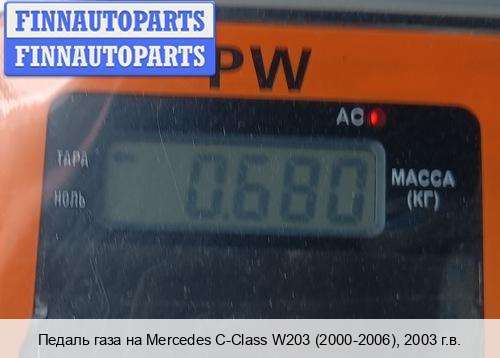 FINNAUTOPARTS
FINNAUTOPARTS
PW
AC
ТАРА
0.680
МАССА
(КГ)
НОЛЬ
Педаль газа на Mercedes C-Class W203 (2000-2006), 2003 г.в.